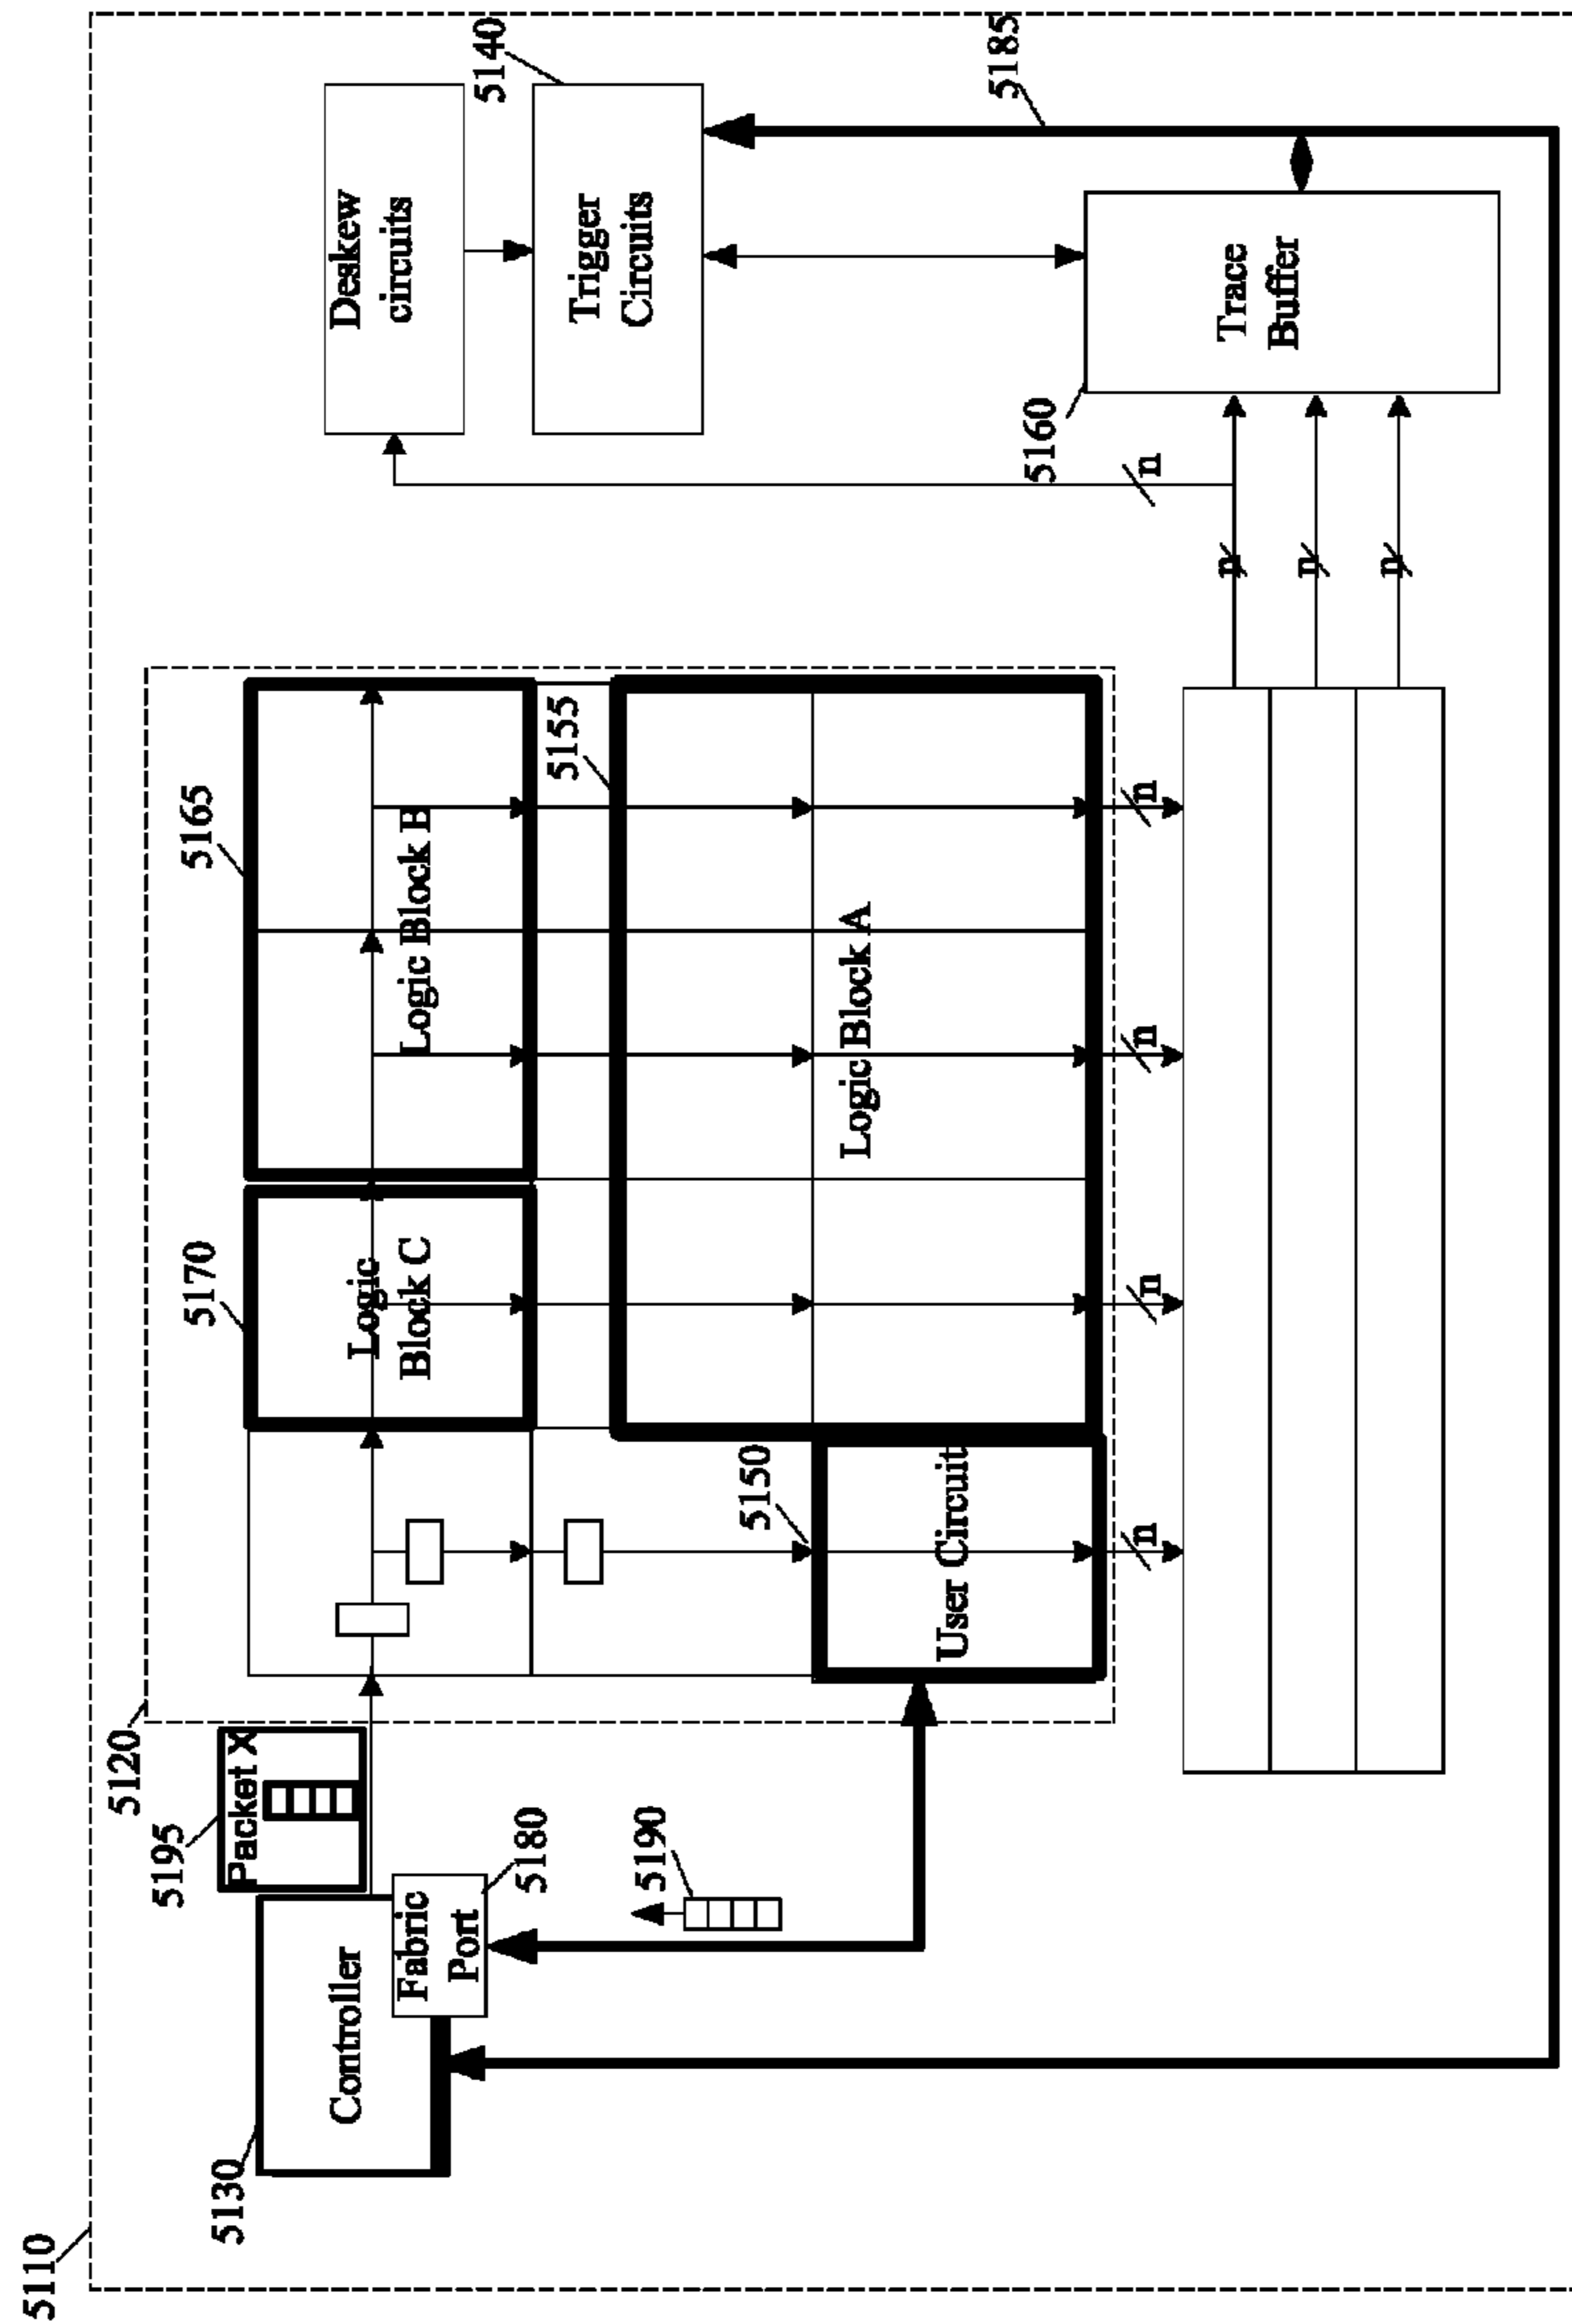 5110
5130
Controller
Fabric
Port
5180
5195
Packet X
5190
5120
5170
Logic
Block C
5165
Logic Block B
5155
Logic Block A
5150
User Circuit
n
n
n
n
n
n
n
n
5160
Trace
Buffer
Deskew
circuits
5140
Trigger
Circuits
5185